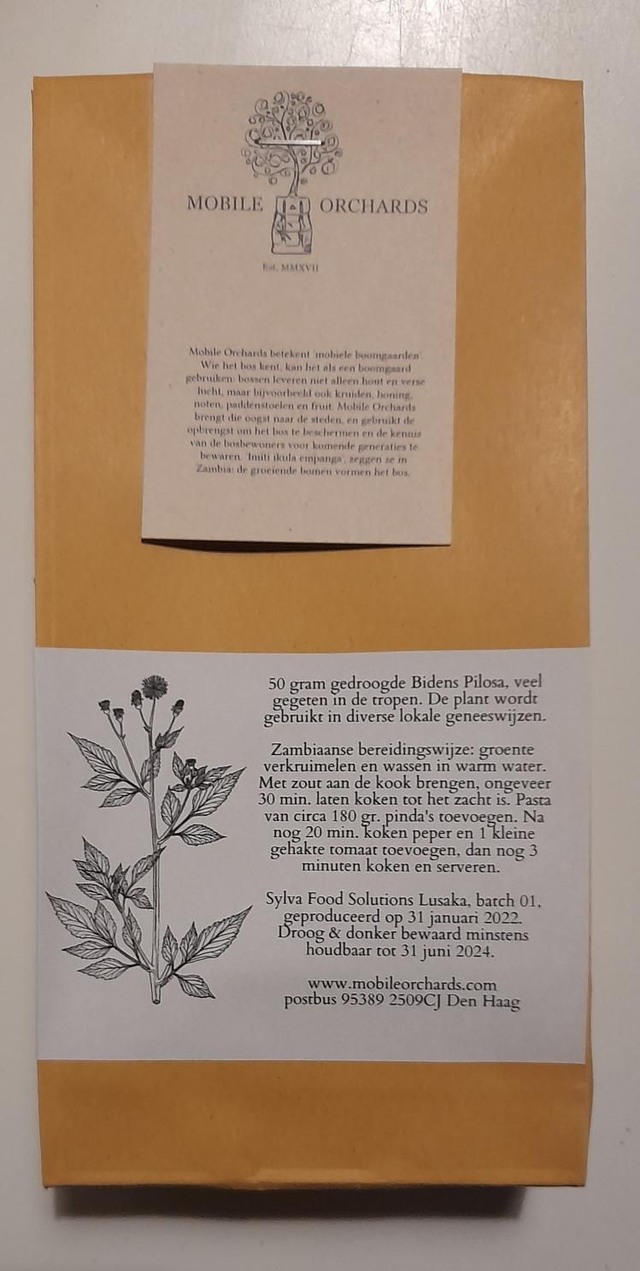 MOBILE ORCHARDS
Est. MMXVII
Mobile Orchards betekent 'mobiele boomgaarden'.
Wie het bos kent, kan het als een boomgaard
gebruiken: bossen leveren niet alleen hout en verse
lucht, maar bijvoorbeeld ook kruiden, honing,
noten, paddenstoelen en fruit. Mobile Orchards
brengt die oogst naar de steden, en gebruikt de
opbrengst om het bos te beschermen en de kennis
van de bosbewoners voor komende generaties te
bewaren. 'Imiti ikula empanga', zeggen ze in
Zambia: de groeiende bomen vormen het bos.
50 gram gedroogde Bidens Pilosa, veel
gegeten in de tropen. De plant wordt
gebruikt in diverse lokale geneeswijzen.
Zambiaanse bereidingswijze: groente
verkruimelen en wassen in warm water.
Met zout aan de kook brengen, ongeveer
30 min. laten koken tot het zacht is. Pasta
van circa 180 gr. pinda's toevoegen. Na
nog 20 min. koken peper en 1 kleine
gehakte tomaat toevoegen, dan nog 3
minuten koken en serveren.
Sylva Food Solutions Lusaka, batch 01,
geproduceerd op 31 januari 2022.
Droog & donker bewaard minstens
houdbaar tot 31 juni 2024.
www.mobileorchards.com
postbus 95389 2509CJ Den Haag